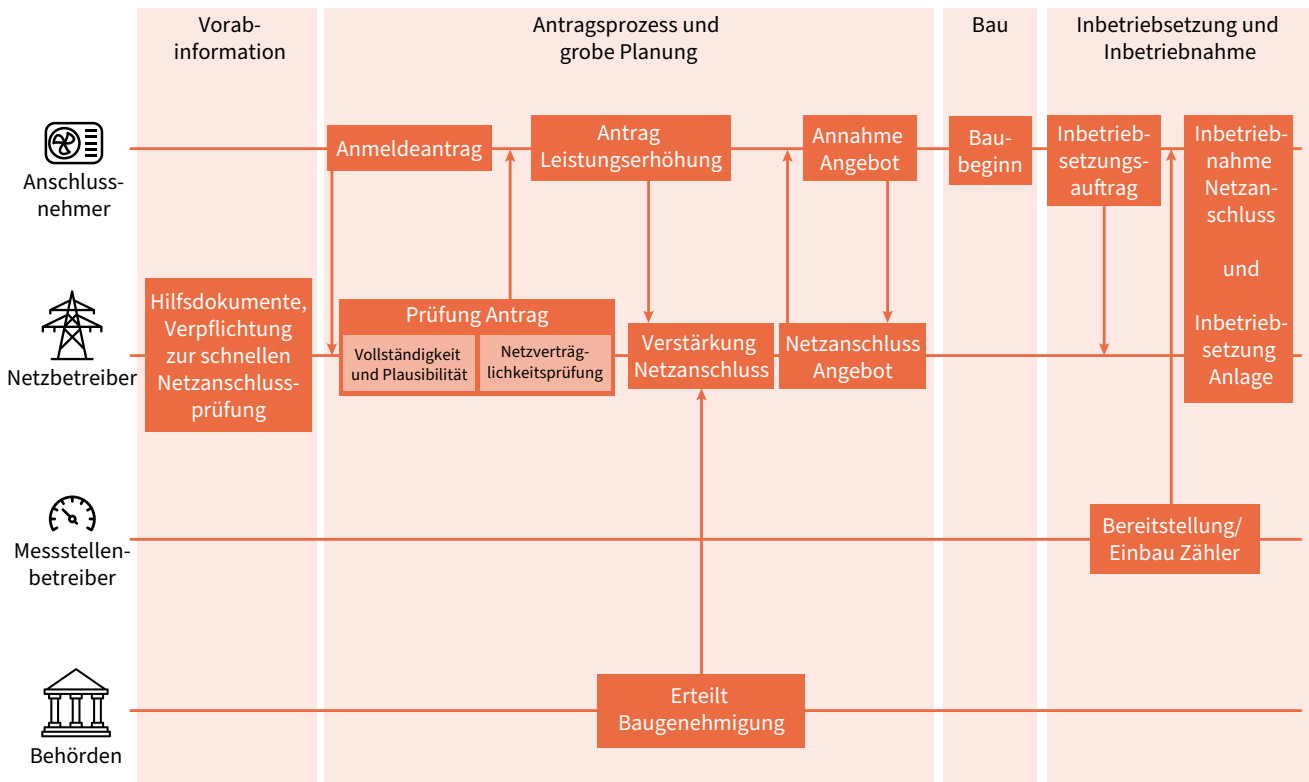 Vorab-
information
Antragsprozess und
grobe Planung
Bau
Inbetriebsetzung und
Inbetriebnahme
Anschluss-
nehmer
Anmeldeantrag
Antrag
Leistungserhöhung
Annahme
Angebot
Bau-
beginn
Inbetrieb-
setzungs-
auftrag
Inbetrieb-
nahme
Netzan-
schluss
und
Inbetrieb-
setzung
Anlage
Netzbetreiber
Hilfsdokumente,
Verpflichtung
zur schnellen
Netzanschluss-
prüfung
Prüfung Antrag
Vollständigkeit
und Plausibilität
Netzverträg-
lichkeitsprüfung
Verstärkung
Netzanschluss
Netzanschluss
Angebot
Messstellen-
betreiber
Bereitstellung/
Einbau Zähler
Behörden
Erteilt
Baugenehmigung